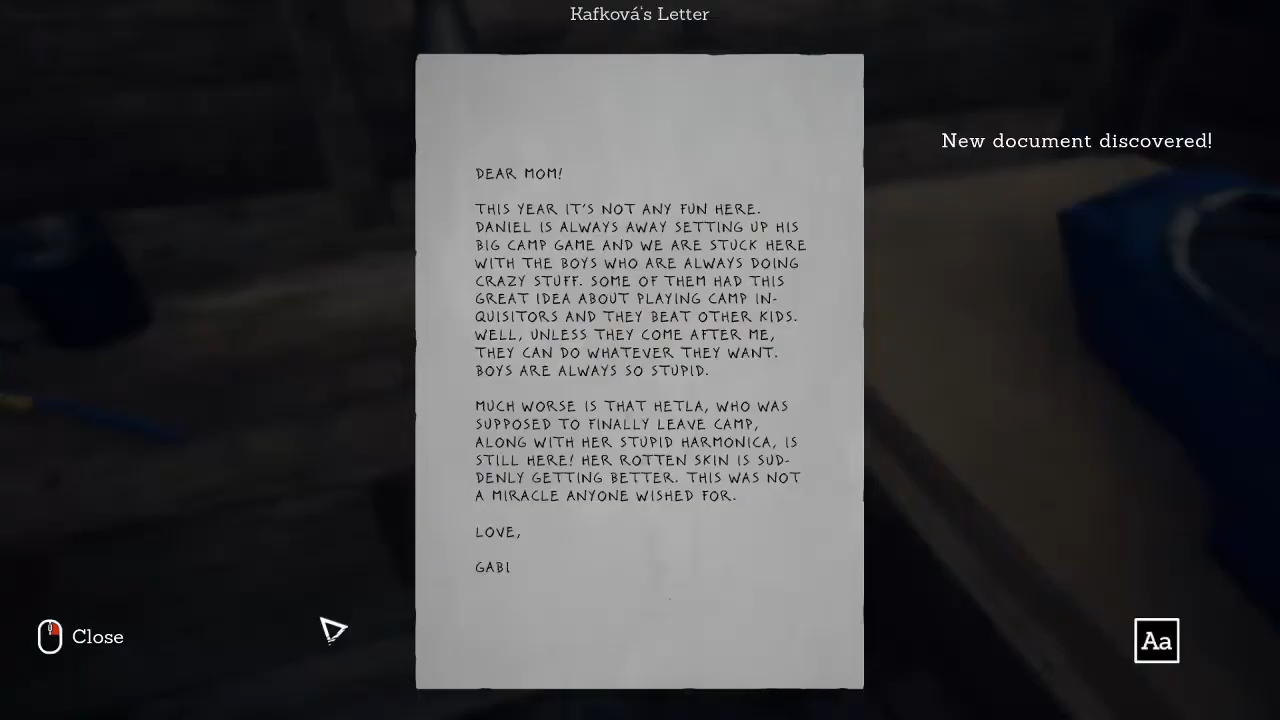 Kafková's Letter
New document discovered!
DEAR MOM!
THIS YEAR IT'S NOT ANY FUN HERE.
DANIEL IS ALWAYS AWAY SETTING UP HIS
BIG CAMP GAME AND WE ARE STUCK HERE
WITH THE BOYS WHO ARE ALWAYS DOING
CRAZY STUFF. SOME OF THEM HAD THIS
GREAT IDEA ABOUT PLAYING CAMP IN-
QUISITORS AND THEY BEAT OTHER KIDS.
WELL, UNLESS THEY COME AFTER ME,
THEY CAN DO WHATEVER THEY WANT.
BOYS ARE ALWAYS SO STUPID.
MUCH WORSE IS THAT HETLA, WHO WAS
SUPPOSED TO FINALLY LEAVE CAMP,
ALONG WITH HER STUPID HARMONICA, IS
STILL HERE! HER ROTTEN SKIN IS SUD-
DENLY GETTING BETTER. THIS WAS NOT
A MIRACLE ANYONE WISHED FOR.
LOVE,
GABI
Close
Aa